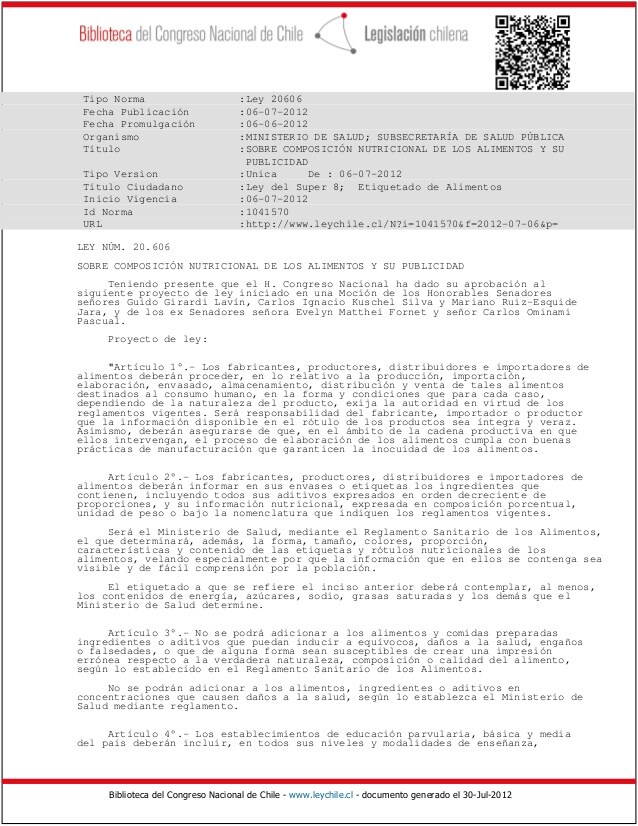 Biblioteca del Congreso Nacional de Chile
Legislación chilena
Tipo Norma :Ley 20606
Fecha Publicación :06-07-2012
Fecha Promulgación :06-06-2012
Organismo :MINISTERIO DE SALUD; SUBSECRETARÍA DE SALUD PÚBLICA
Título :SOBRE COMPOSICIÓN NUTRICIONAL DE LOS ALIMENTOS Y SU
PUBLICIDAD
Tipo Version :Unica De : 06-07-2012
Título Ciudadano :Ley del Super 8; Etiquetado de Alimentos
Inicio Vigencia :06-07-2012
Id Norma :1041570
URL :http://www.leychile.cl/N?i=1041570&f=2012-07-06&p=
LEY NÚM. 20.606
SOBRE COMPOSICIÓN NUTRICIONAL DE LOS ALIMENTOS Y SU PUBLICIDAD
Teniendo presente que el H. Congreso Nacional ha dado su aprobación al
siguiente proyecto de ley iniciado en una Moción de los Honorables Senadores
señores Guido Girardi Lavín, Carlos Ignacio Kuschel Silva y Mariano Ruiz-Esquide
Jara, y de los ex Senadores señora Evelyn Matthei Fornet y señor Carlos Ominami
Pascual.
Proyecto de ley:
"Artículo 1º.- Los fabricantes, productores, distribuidores e importadores de
alimentos deberán proceder, en lo relativo a la producción, importación,
elaboración, envasado, almacenamiento, distribución y venta de tales alimentos
destinados al consumo humano, en la forma y condiciones que para cada caso,
dependiendo de la naturaleza del producto, exija la autoridad en virtud de los
reglamentos vigentes. Será responsabilidad del fabricante, importador o productor
que la información disponible en el rótulo de los productos sea íntegra y veraz.
Asimismo, deberán asegurarse de que, en el ámbito de la cadena productiva en que
ellos intervengan, el proceso de elaboración de los alimentos cumpla con buenas
prácticas de manufacturación que garanticen la inocuidad de los alimentos.
Artículo 2º.- Los fabricantes, productores, distribuidores e importadores de
alimentos deberán informar en sus envases o etiquetas los ingredientes que
contienen, incluyendo todos sus aditivos expresados en orden decreciente de
proporciones, y su información nutricional, expresada en composición porcentual,
unidad de peso o bajo la nomenclatura que indiquen los reglamentos vigentes.
Será el Ministerio de Salud, mediante el Reglamento Sanitario de los Alimentos,
el que determinará, además, la forma, tamaño, colores, proporción,
características y contenido de las etiquetas y rótulos nutricionales de los
alimentos, velando especialmente por que la información que en ellos se contenga sea
visible y de fácil comprensión por la población.
El etiquetado a que se refiere el inciso anterior deberá contemplar, al menos,
los contenidos de energía, azúcares, sodio, grasas saturadas y los demás que el
Ministerio de Salud determine.
Artículo 3º.- No se podrá adicionar a los alimentos y comidas preparadas
ingredientes o aditivos que puedan inducir a equívocos, daños a la salud, engaños
o falsedades, o que de alguna forma sean susceptibles de crear una impresión
errónea respecto a la verdadera naturaleza, composición o calidad del alimento,
según lo establecido en el Reglamento Sanitario de los Alimentos.
No se podrán adicionar a los alimentos, ingredientes o aditivos en
concentraciones que causen daños a la salud, según lo establezca el Ministerio de
Salud mediante reglamento.
Artículo 4º.- Los establecimientos de educación parvularia, básica y media
del país deberán incluir, en todos sus niveles y modalidades de enseñanza,
Biblioteca del Congreso Nacional de Chile - www.leychile.cl - documento generado el 30-Jul-2012